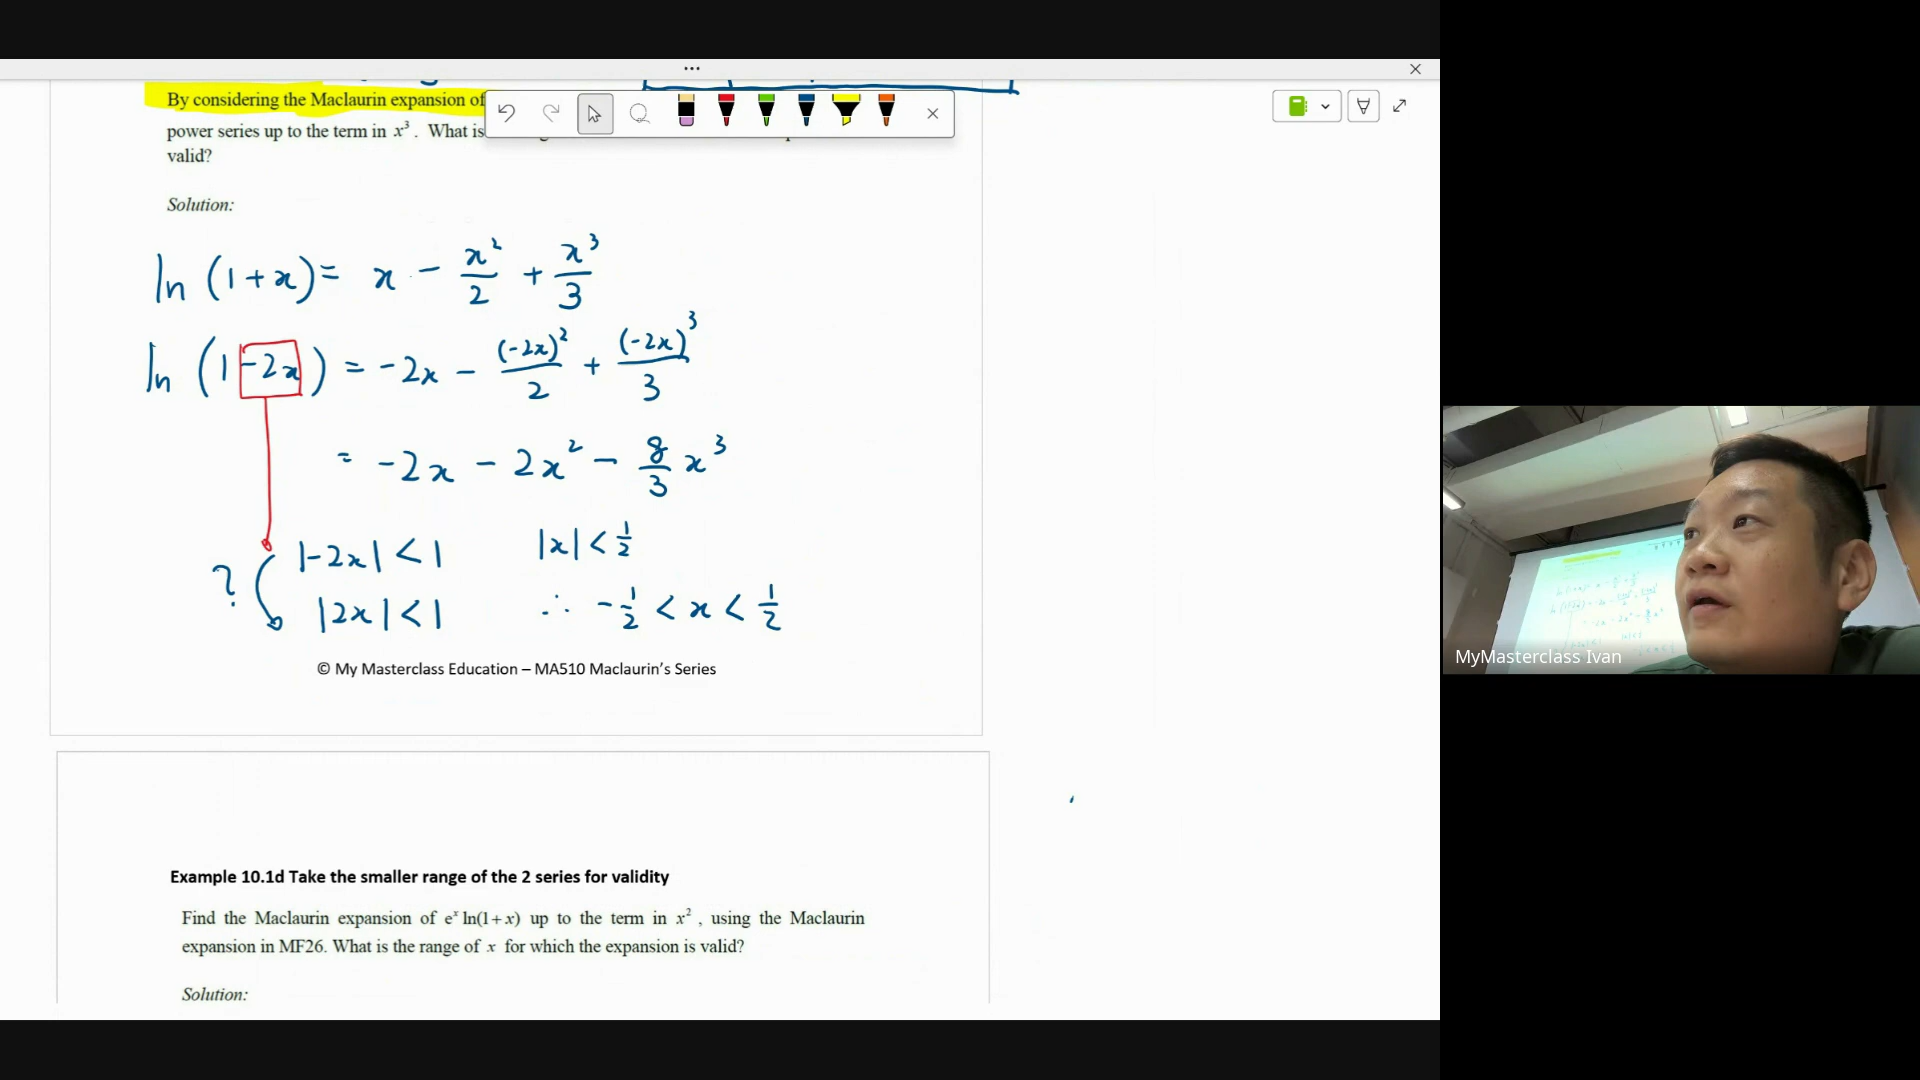 By considering the Maclaurin expansion of
power series up to the term in x³ . What is
valid?
Solution:
ln (1+x) = x - x²/2 + x³/3
ln (1-2x) = -2x - (-2x)²/2 + (-2x)³/3
= -2x - 2x² - 8/3 x³
|-2x| < 1 |x| < 1/2
?
|2x| < 1 ∴ -1/2 < x < 1/2
© My Masterclass Education – MA510 Maclaurin’s Series
Example 10.1d Take the smaller range of the 2 series for validity
Find the Maclaurin expansion of eˣ ln(1+x) up to the term in x² , using the Maclaurin
expansion in MF26. What is the range of x for which the expansion is valid?
Solution:
MyMasterclass Ivan